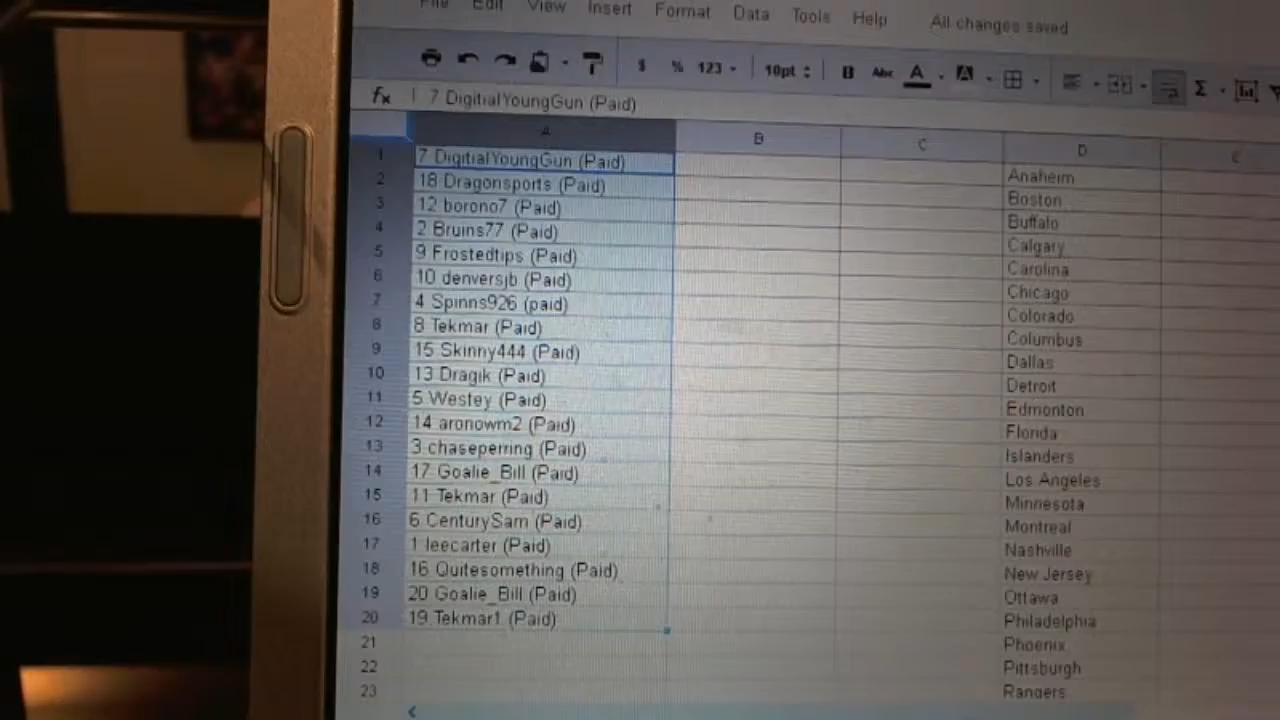 File Edit View Insert Format Data Tools Help All changes saved
$ % 123 10pt B Abc A A Σ
fx 7 DigitialYoungGun (Paid)
A B C D E
1 7 DigitialYoungGun (Paid) Anaheim
2 18 Dragonsports (Paid) Boston
3 12 borono7 (Paid) Buffalo
4 2 Bruins77 (Paid) Calgary
5 9 Frostedtips (Paid) Carolina
6 10 denversjb (Paid) Chicago
7 4 Spinns926 (paid) Colorado
8 8 Tekmar (Paid) Columbus
9 15 Skinny444 (Paid) Dallas
10 13 Dragik (Paid) Detroit
11 5 Westey (Paid) Edmonton
12 14 aronowm2 (Paid) Florida
13 3 chaseperring (Paid) Islanders
14 17 Goalie_Bill (Paid) Los Angeles
15 11 Tekmar (Paid) Minnesota
16 6 CenturySam (Paid) Montreal
17 1 leecarter (Paid) Nashville
18 16 Quitesomething (Paid) New Jersey
19 20 Goalie_Bill (Paid) Ottawa
20 19 Tekmar1 (Paid) Philadelphia
21 Phoenix
22 Pittsburgh
23 Rangers